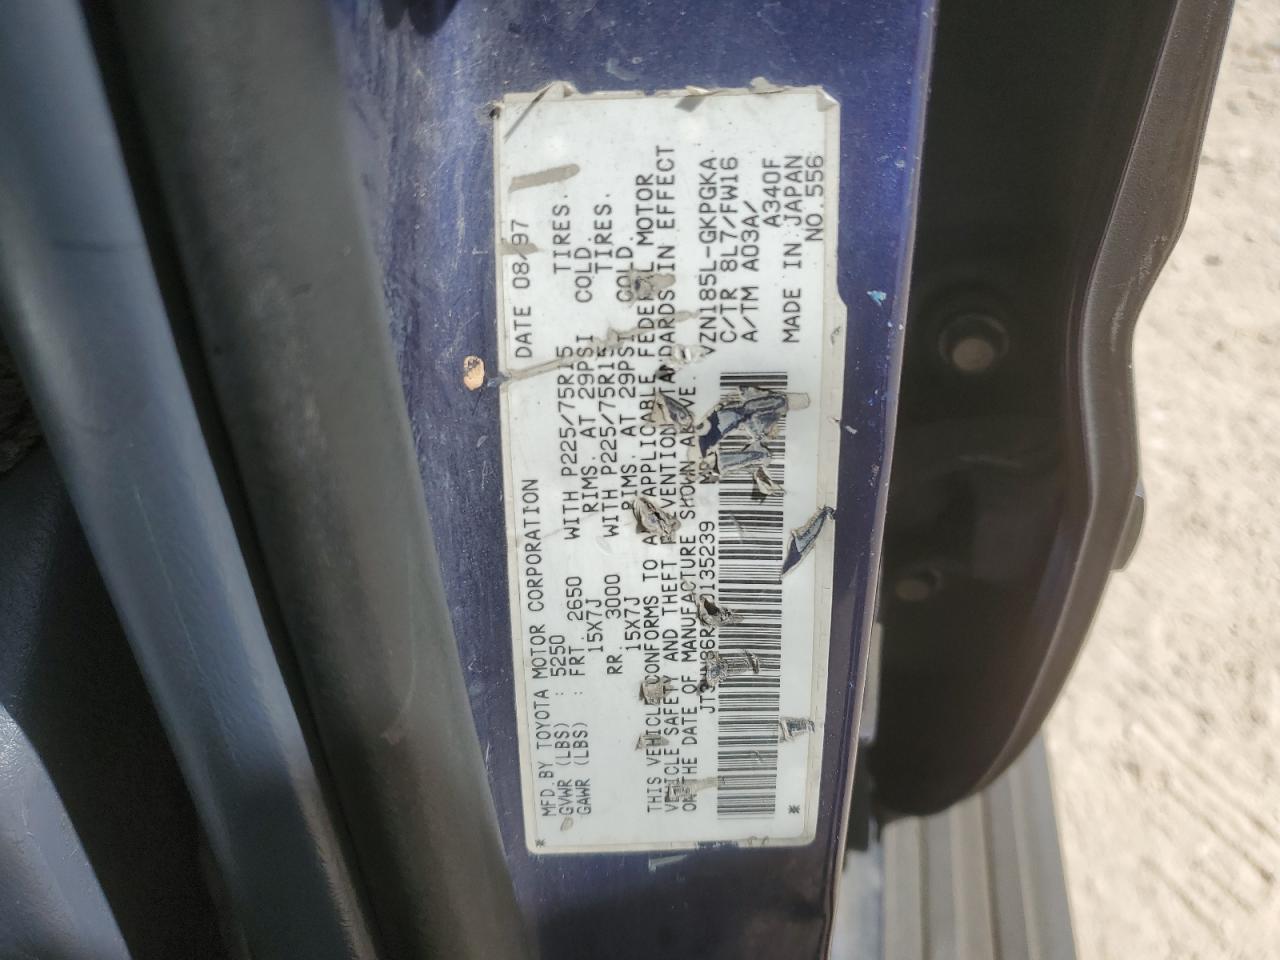 MFD.BY TOYOTA MOTOR CORPORATION DATE 08/97
GVWR (LBS) : 5250
GAWR (LBS) : FRT. 2650 WITH P225/75R15 TIRES.
15X7J RIMS. AT 29PSI COLD.
RR. 3000 WITH P225/75R15 TIRES.
15X7J RIMS. AT 29PSI COLD.
THIS VEHICLE CONFORMS TO APPLICABLE FEDERAL MOTOR
VEHICLE SAFETY AND THEFT PREVENTION STANDARDS IN EFFECT
ON THE DATE OF MANUFACTURE SHOWN ABOVE.
0135239 VZN185L-GKPGKA
C/TR 8L7/FW16
A/TM A03A/
A340F
MADE IN JAPAN
NO.556